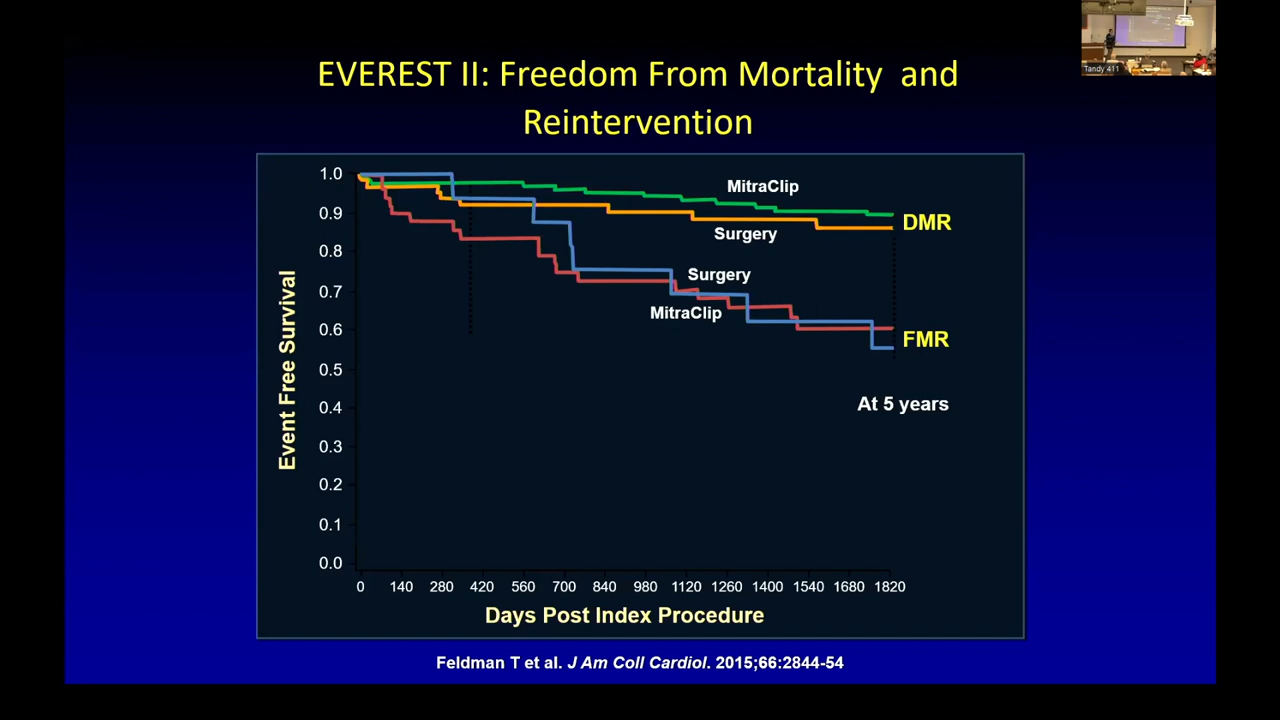 EVEREST II: Freedom From Mortality and
Reintervention
Tandy 411
1.0
0.9
0.8
0.7
0.6
0.5
0.4
0.3
0.2
0.1
0.0
Event Free Survival
MitraClip
DMR
Surgery
Surgery
MitraClip
FMR
At 5 years
0 140 280 420 560 700 840 980 1120 1260 1400 1540 1680 1820
Days Post Index Procedure
Feldman T et al. J Am Coll Cardiol. 2015;66:2844-54